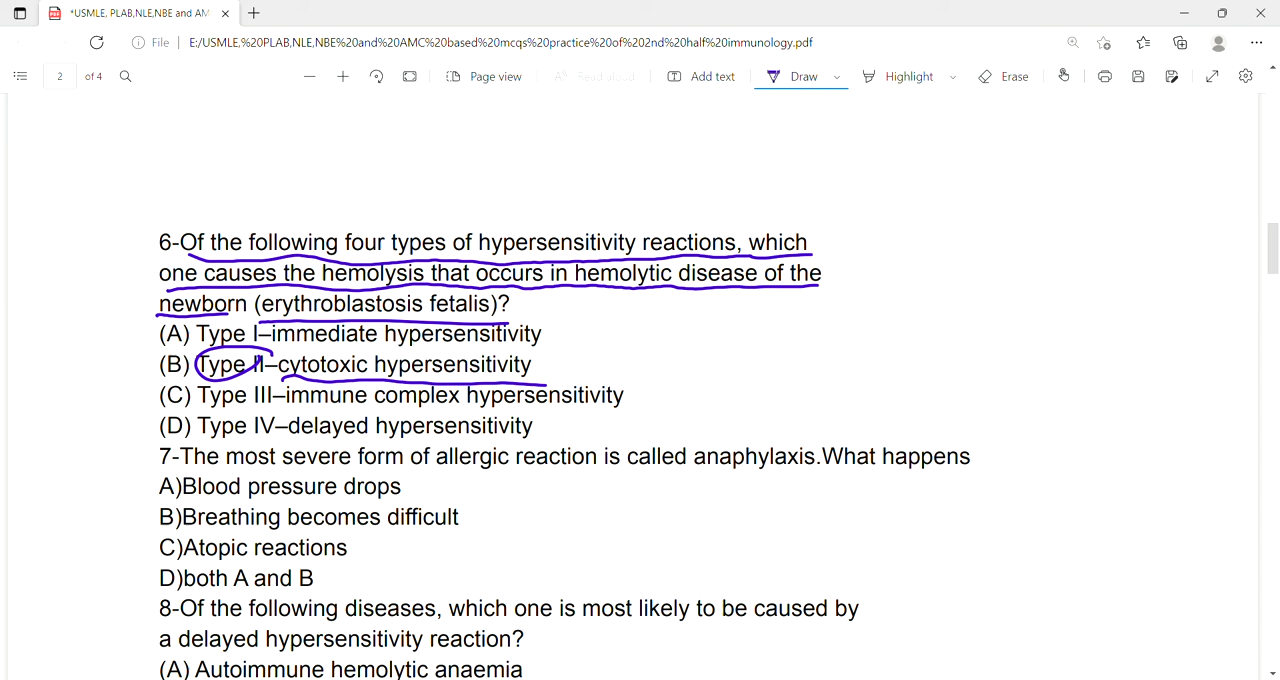 *USMLE, PLAB,NLE,NBE and AM
File
E:/USMLE,%20PLAB,NLE,NBE%20and%20AMC%20based%20mcqs%20practice%20of%202nd%20half%20immunology.pdf
2 of 4
Page view
Read aloud
Add text
Draw
Highlight
Erase
6-Of the following four types of hypersensitivity reactions, which
one causes the hemolysis that occurs in hemolytic disease of the
newborn (erythroblastosis fetalis)?
(A) Type I–immediate hypersensitivity
(B) Type II–cytotoxic hypersensitivity
(C) Type III–immune complex hypersensitivity
(D) Type IV–delayed hypersensitivity
7-The most severe form of allergic reaction is called anaphylaxis.What happens
A)Blood pressure drops
B)Breathing becomes difficult
C)Atopic reactions
D)both A and B
8-Of the following diseases, which one is most likely to be caused by
a delayed hypersensitivity reaction?
(A) Autoimmune hemolytic anaemia